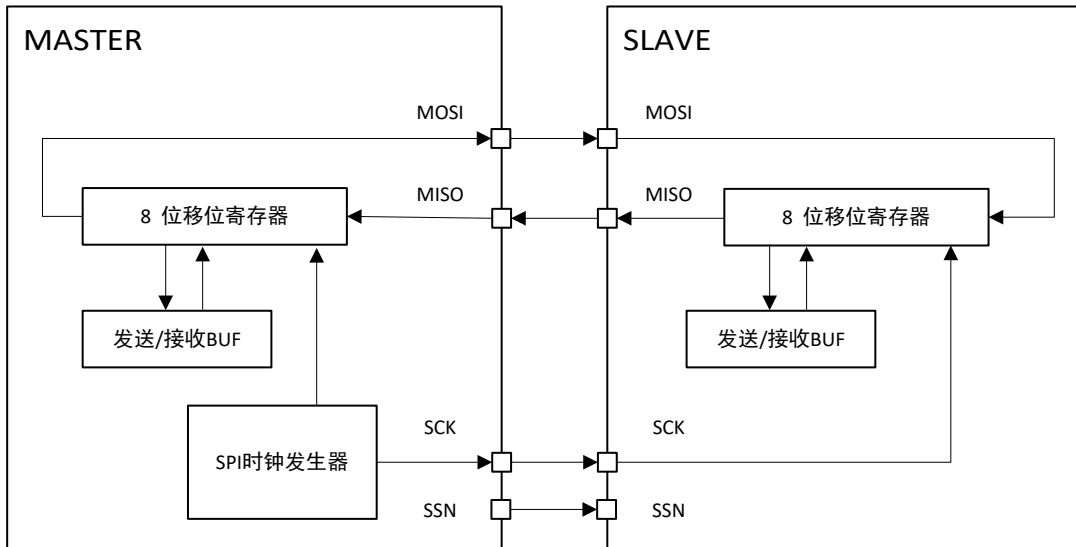 MASTER
SLAVE
MOSI
MOSI
MISO
MISO
8 位移位寄存器
8 位移位寄存器
发送/接收BUF
发送/接收BUF
SCK
SCK
SPI时钟发生器
SSN
SSN